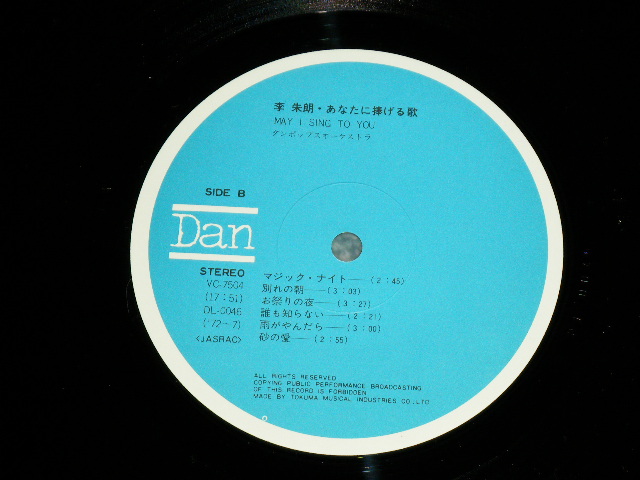 李 朱朗・あなたに捧げる歌
MAY I SING TO YOU
ダンポップスオーケストラ
SIDE B
Dan
STEREO
VC-7504
(17:51)
DL-0046
('72-7)
<JASRAC>
マジック・ナイト——(2:45)
別れの朝——(3:03)
お祭りの夜——(3:27)
誰も知らない——(2:21)
雨がやんだら——(3:00)
砂の愛——(2:55)
ALL RIGHTS RESERVED
COPYING PUBLIC PERFORMANCE BROADCASTING
OF THIS RECORD IS FORBIDDEN
MADE BY TOKUMA MUSICAL INDUSTRIES CO.,LTD